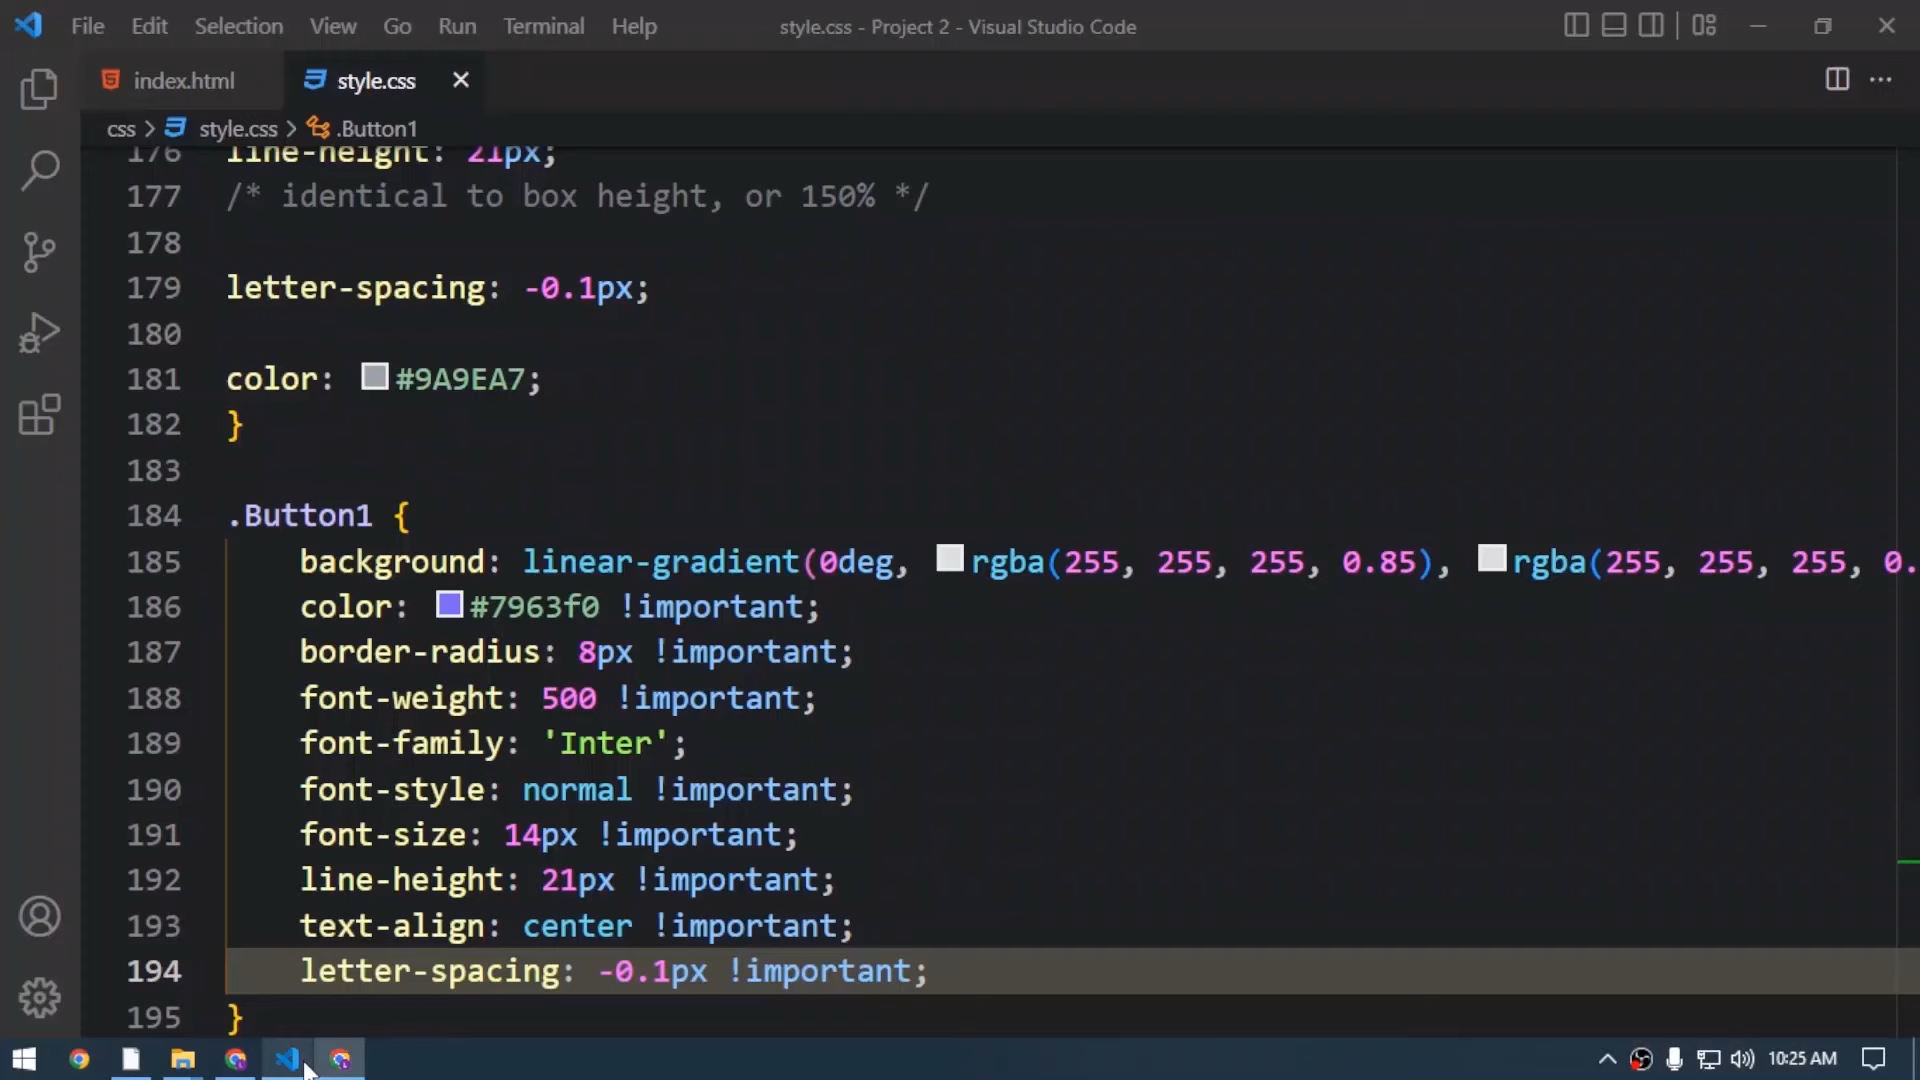 File Edit Selection View Go Run Terminal Help style.css - Project 2 - Visual Studio Code
index.html style.css
css > style.css > .Button1
176 line-height: 21px;
177 /* identical to box height, or 150% */
178
179 letter-spacing: -0.1px;
180
181 color: #9A9EA7;
182 }
183
184 .Button1 {
185 background: linear-gradient(0deg, rgba(255, 255, 255, 0.85), rgba(255, 255, 255, 0.
186 color: #7963f0 !important;
187 border-radius: 8px !important;
188 font-weight: 500 !important;
189 font-family: 'Inter';
190 font-style: normal !important;
191 font-size: 14px !important;
192 line-height: 21px !important;
193 text-align: center !important;
194 letter-spacing: -0.1px !important;
195 }
10:25 AM